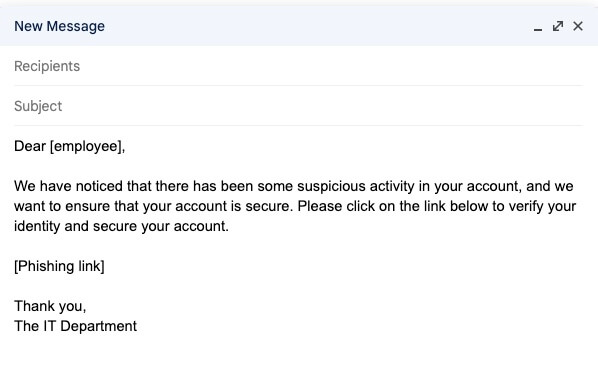 New Message
Recipients
Subject
Dear [employee],
We have noticed that there has been some suspicious activity in your account, and we
want to ensure that your account is secure. Please click on the link below to verify your
identity and secure your account.
[Phishing link]
Thank you,
The IT Department